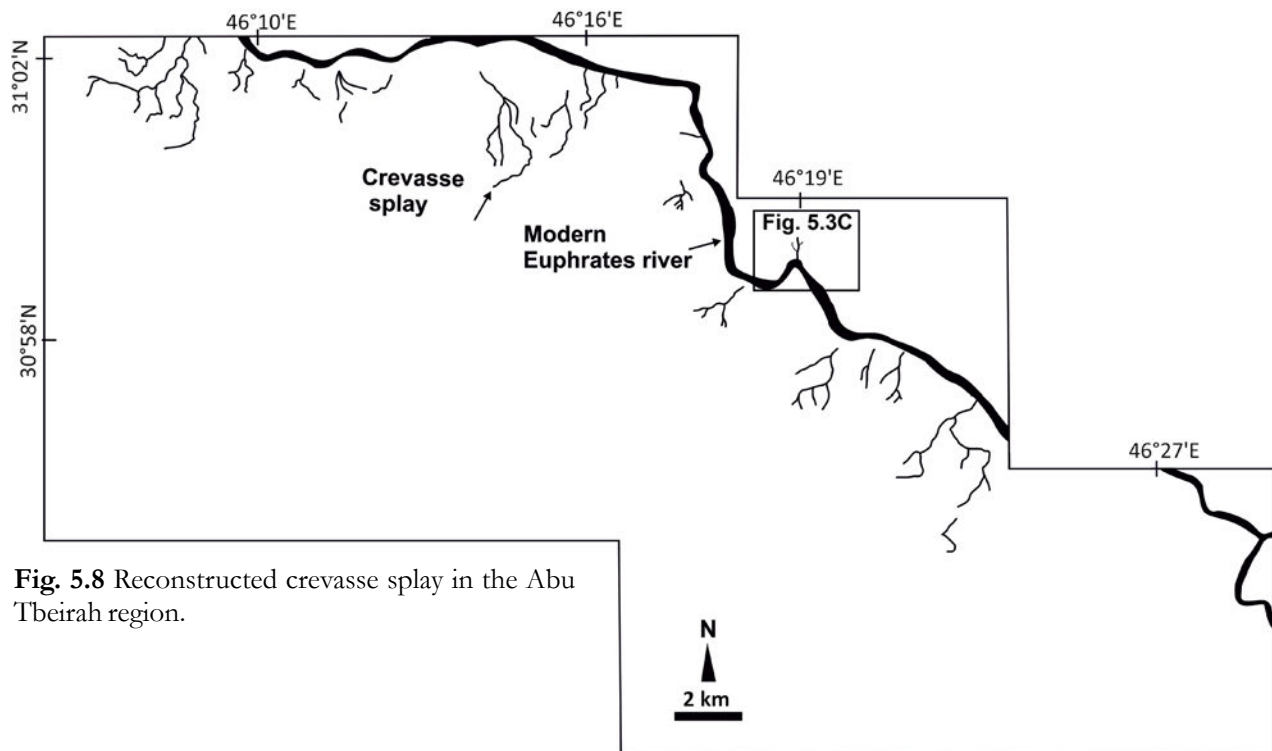 46°10'E
46°16'E
31°02'N
Crevasse
splay
46°19'E
Fig. 5.3C
Modern
Euphrates river
30°58'N
46°27'E
Fig. 5.8 Reconstructed crevasse splay in the Abu
Tbeirah region.
N
2 km